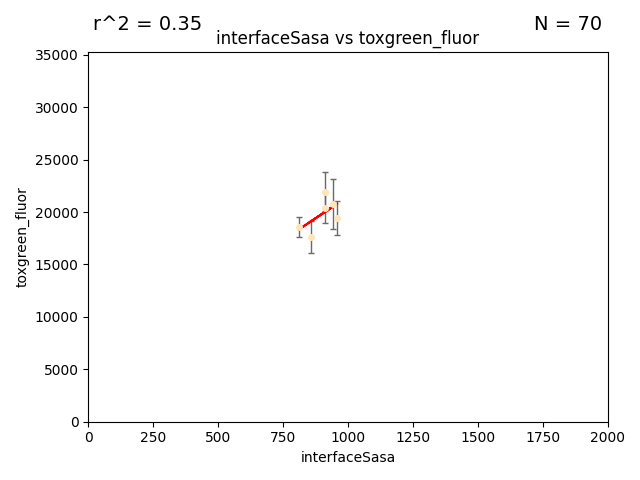 r^2 = 0.35
N = 70
interfaceSasa vs toxgreen_fluor
35000
30000
25000
20000
15000
10000
5000
0
toxgreen_fluor
0 250 500 750 1000 1250 1500 1750 2000
interfaceSasa